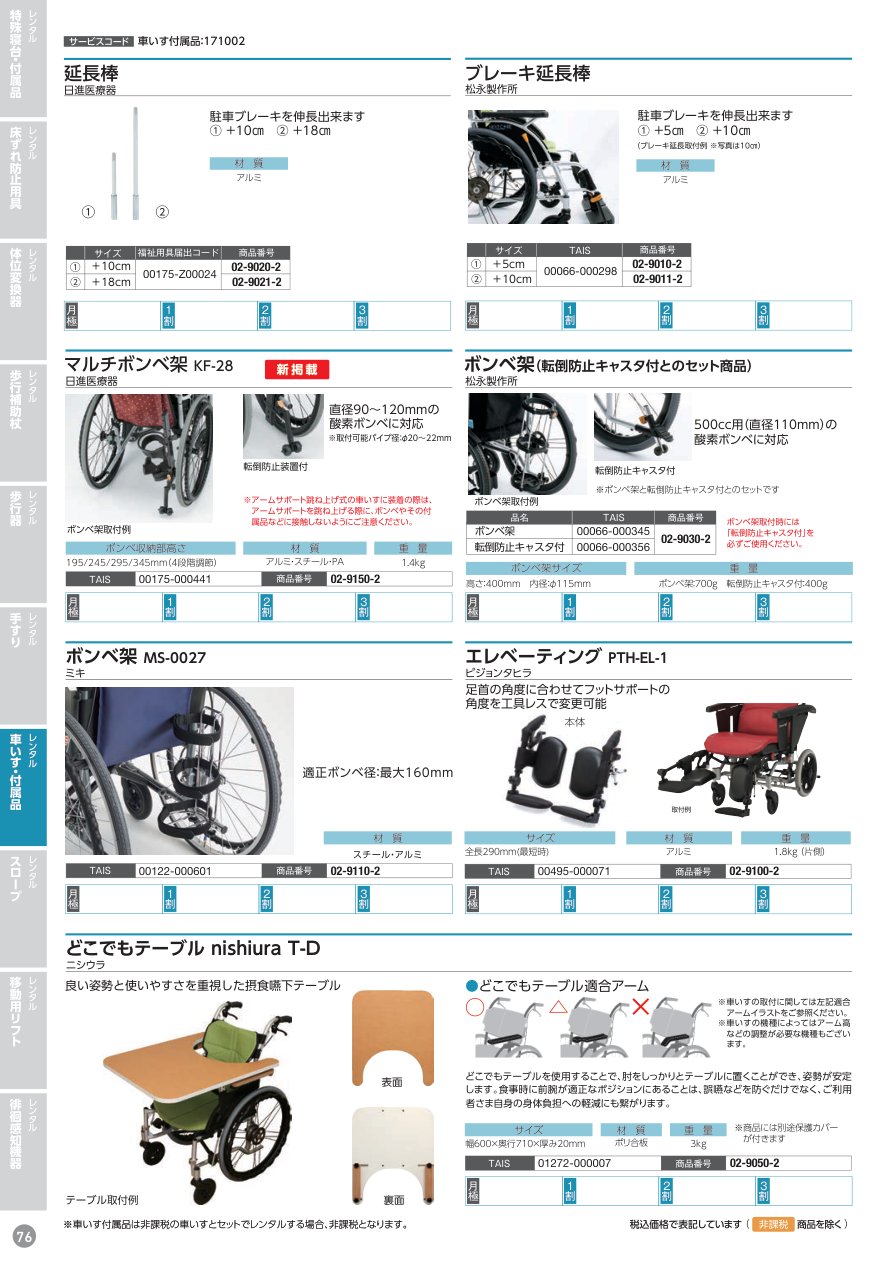 レンタル
特殊寝台・付属品
レンタル
床ずれ防止用具
レンタル
体位変換器
レンタル
歩行補助杖
レンタル
歩行器
レンタル
手すり
レンタル
車いす・付属品
レンタル
スロープ
レンタル
移動用リフト
レンタル
徘徊感知機器
サービスコード 車いす付属品:171002
延長棒
日進医療器
駐車ブレーキを伸長出来ます
① +10㎝ ② +18㎝
材 質
アルミ
① ②
サイズ 福祉用具届出コード 商品番号
① +10cm 00175-Z00024 02-9020-2
② +18cm 02-9021-2
月極 1割 2割 3割
ブレーキ延長棒
松永製作所
駐車ブレーキを伸長出来ます
① +5㎝ ② +10㎝
(ブレーキ延長取付例 ※写真は10㎝)
材 質
アルミ
サイズ TAIS 商品番号
① +5cm 00066-000298 02-9010-2
② +10cm 02-9011-2
月極 1割 2割 3割
マルチボンベ架 KF-28 新掲載
日進医療器
直径90〜120mmの
酸素ボンベに対応
※取付可能パイプ径:φ20〜22mm
転倒防止装置付
※アームサポート跳ね上げ式の車いすに装着の際は、
アームサポートを跳ね上げる際に、ボンベやその付
属品などに接触しないようにご注意ください。
ボンベ架取付例
ボンベ収納部高さ 材 質 重 量
195/245/295/345mm(4段階調節) アルミ・スチール・PA 1.4kg
TAIS 00175-000441 商品番号 02-9150-2
月極 1割 2割 3割
ボンベ架(転倒防止キャスタ付とのセット商品)
松永製作所
500cc用(直径110mm)の
酸素ボンベに対応
転倒防止キャスタ付
※ボンベ架と転倒防止キャスタ付とのセットです
ボンベ架取付例
品名 TAIS 商品番号
ボンベ架 00066-000345 02-9030-2
転倒防止キャスタ付 00066-000356
ボンベ架取付時には
「転倒防止キャスタ付」を
必ずご使用ください。
ボンベ架サイズ 重 量
高さ:400mm 内径:φ115mm ボンベ架:700g 転倒防止キャスタ付:400g
月極 1割 2割 3割
ボンベ架 MS-0027
ミキ
適正ボンベ径:最大160mm
材 質
スチール・アルミ
TAIS 00122-000601 商品番号 02-9110-2
月極 1割 2割 3割
エレベーティング PTH-EL-1
ピジョンタヒラ
足首の角度に合わせてフットサポートの
角度を工具レスで変更可能
本体
取付例
サイズ 材 質 重 量
全長290mm(最短時) アルミ 1.8kg (片側)
TAIS 00495-000071 商品番号 02-9100-2
月極 1割 2割 3割
どこでもテーブル nishiura T-D
ニシウラ
良い姿勢と使いやすさを重視した摂食嚥下テーブル
表面
裏面
テーブル取付例
●どこでもテーブル適合アーム
○ △ ×
※車いすの取付に関しては左記適合
アームイラストをご参照ください。
※車いすの機種によってはアーム高
などの調整が必要な機種もござい
ます。
どこでもテーブルを使用することで、肘をしっかりとテーブルに置くことができ、姿勢が安定
します。食事時に前腕が適正なポジションにあることは、誤嚥などを防ぐだけでなく、ご利用
者さま自身の身体負担への軽減にも繋がります。
サイズ 材 質 重 量
幅600×奥行710×厚み20mm ポリ合板 3kg
※商品には別途保護カバー
が付きます
TAIS 01272-000007 商品番号 02-9050-2
月極 1割 2割 3割
※車いす付属品は非課税の車いすとセットでレンタルする場合、非課税となります。
税込価格で表記しています ( 非課税 商品を除く )
76